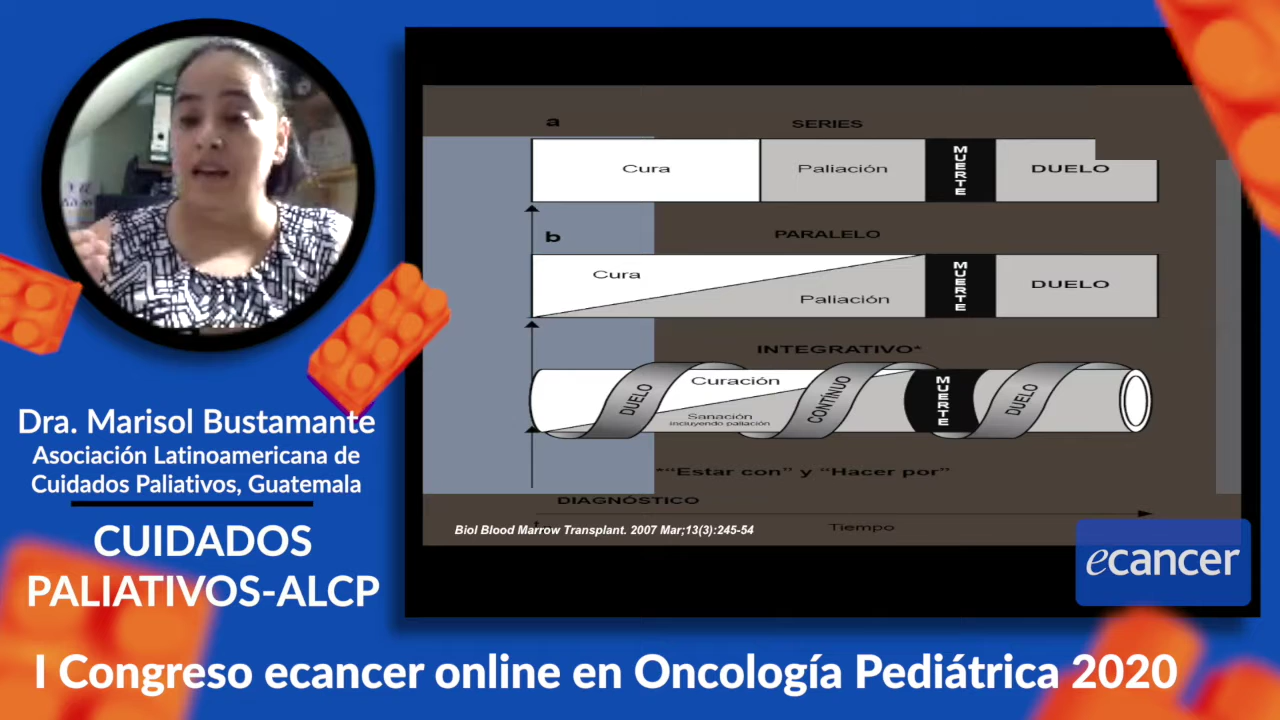 Dra. Marisol Bustamante
Asociación Latinoamericana de
Cuidados Paliativos, Guatemala
CUIDADOS
PALIATIVOS-ALCP
a
SERIES
Cura
Paliación
MUERTE
DUELO
b
PARALELO
Cura
Paliación
MUERTE
DUELO
INTEGRATIVO*
DUELO
Curación
Sanación
incluyendo paliación
CONTÍNUO
MUERTE
DUELO
*“Estar con” y “Hacer por”
DIAGNÓSTICO
Tiempo
Biol Blood Marrow Transplant. 2007 Mar;13(3):245-54
ecancer
I Congreso ecancer online en Oncología Pediátrica 2020